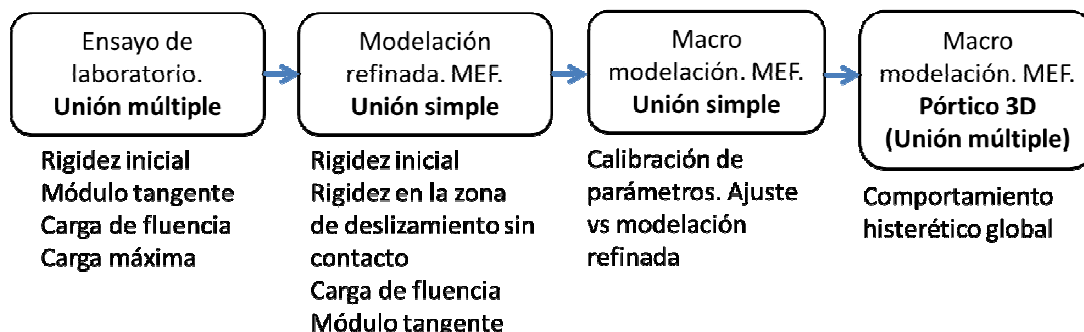 Ensayo de
laboratorio.
Unión múltiple
Rigidez inicial
Módulo tangente
Carga de fluencia
Carga máxima
Modelación
refinada. MEF.
Unión simple
Rigidez inicial
Rigidez en la zona
de deslizamiento sin
contacto
Carga de fluencia
Módulo tangente
Macro
modelación. MEF.
Unión simple
Calibración de
parámetros. Ajuste
vs modelación
refinada
Macro
modelación. MEF.
Pórtico 3D
(Unión múltiple)
Comportamiento
histerético global